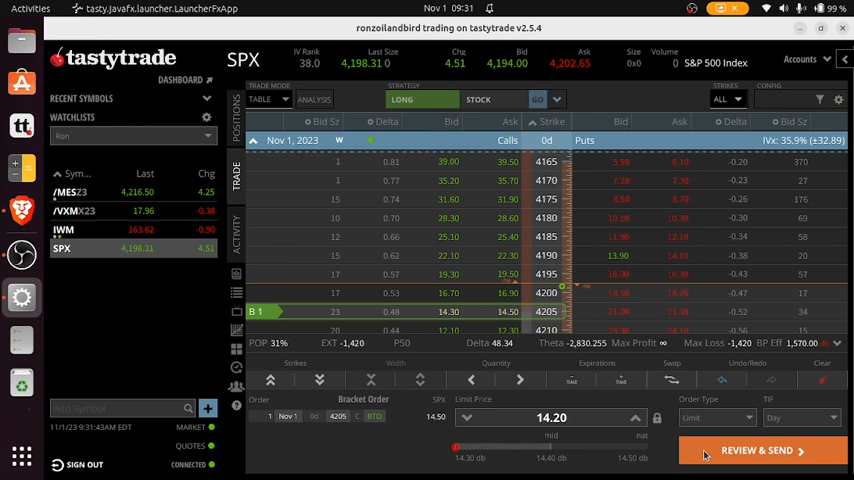 Activities
tasty.javafx.launcher.LauncherFxApp
Nov 1 09:31
99 %
ronzoilandbird trading on tastytrade v2.5.4
tastytrade
SPX
IV Rank
38.0
Last Size
4,198.31 0
Chg
4.51
Bid
4,194.00
Ask
4,202.65
Size
0x0
Volume
0
S&P 500 Index
Accounts
DASHBOARD
RECENT SYMBOLS
WATCHLISTS
Ron
Sym...
Last
Chg
/MESZ3 4,216.50 4.25
/VXMX23 17.96 -0.38
IWM 163.62 -0.90
SPX 4,198.31 4.51
Add Symbol
11/1/23 9:31:43AM EDT
MARKET
QUOTES
SIGN OUT
CONNECTED
POSITIONS
TRADE
ACTIVITY
TRADE MODE
TABLE
ANALYSIS
STRATEGY
LONG
STOCK
GO
STRIKES
ALL
CONFIG
Bid Sz Delta Bid Ask Strike Bid Ask Delta Bid Sz
Nov 1, 2023 W Calls 0d Puts IVx: 35.9% (±32.89)
1 0.81 39.00 39.50 4165 5.90 6.10 -0.20 370
1 0.77 35.20 35.70 4170 7.20 7.30 -0.23 27
15 0.74 31.60 31.90 4175 8.50 8.70 -0.26 176
10 0.70 28.30 28.60 4180 10.10 10.30 -0.30 69
12 0.66 25.10 25.40 4185 11.90 12.10 -0.34 58
15 0.62 22.10 22.30 4190 13.90 14.10 -0.38 20
17 0.57 19.30 19.50 4195 16.00 16.30 -0.43 57
17 0.53 16.70 16.90 4200 18.50 18.70 -0.47 17
B 1 23 0.48 14.30 14.50 4205 21.00 21.30 -0.52 34
20 0.44 12.10 12.30 4210 -0.56 15
POP 31% EXT -1,420 P50 Delta 48.34 Theta -2,830.255 Max Profit ∞ Max Loss -1,420 BP Eff 1,570.00 db
Strikes
Width
Quantity
Expirations
Swap
Undo/Redo
Clear
- TIME
+ TIME
Order
Bracket Order
SPX
1 Nov 1 0d 4205 C BTO 14.50
Limit Price
14.20
mid
nat
14.30 db
14.40 db
14.50 db
Order Type
Limit
TIF
Day
REVIEW & SEND